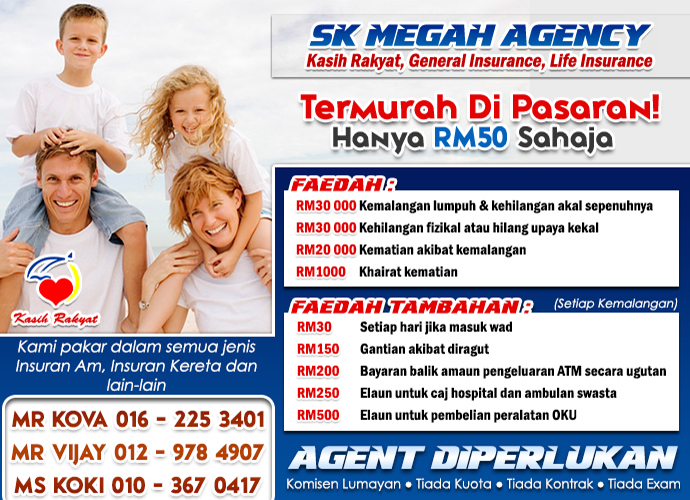 SK MEGAH AGENCY
Kasih Rakyat, General Insurance, Life Insurance
Termurah Di Pasaran!
Hanya RM50 Sahaja
FAEDAH :
RM30 000 Kemalangan lumpuh & kehilangan akal sepenuhnya
RM30 000 Kehilangan fizikal atau hilang upaya kekal
RM20 000 Kematian akibat kemalangan
RM1000 Khairat kematian
FAEDAH TAMBAHAN : (Setiap Kemalangan)
RM30 Setiap hari jika masuk wad
RM150 Gantian akibat diragut
RM200 Bayaran balik amaun pengeluaran ATM secara ugutan
RM250 Elaun untuk caj hospital dan ambulan swasta
RM500 Elaun untuk pembelian peralatan OKU
Kasih Rakyat
Kami pakar dalam semua jenis
Insuran Am, Insuran Kereta dan
lain-lain
MR KOVA 016 - 225 3401
MR VIJAY 012 - 978 4907
MS KOKI 010 - 367 0417
AGENT DIPERLUKAN
Komisen Lumayan ● Tiada Kuota ● Tiada Kontrak ● Tiada Exam